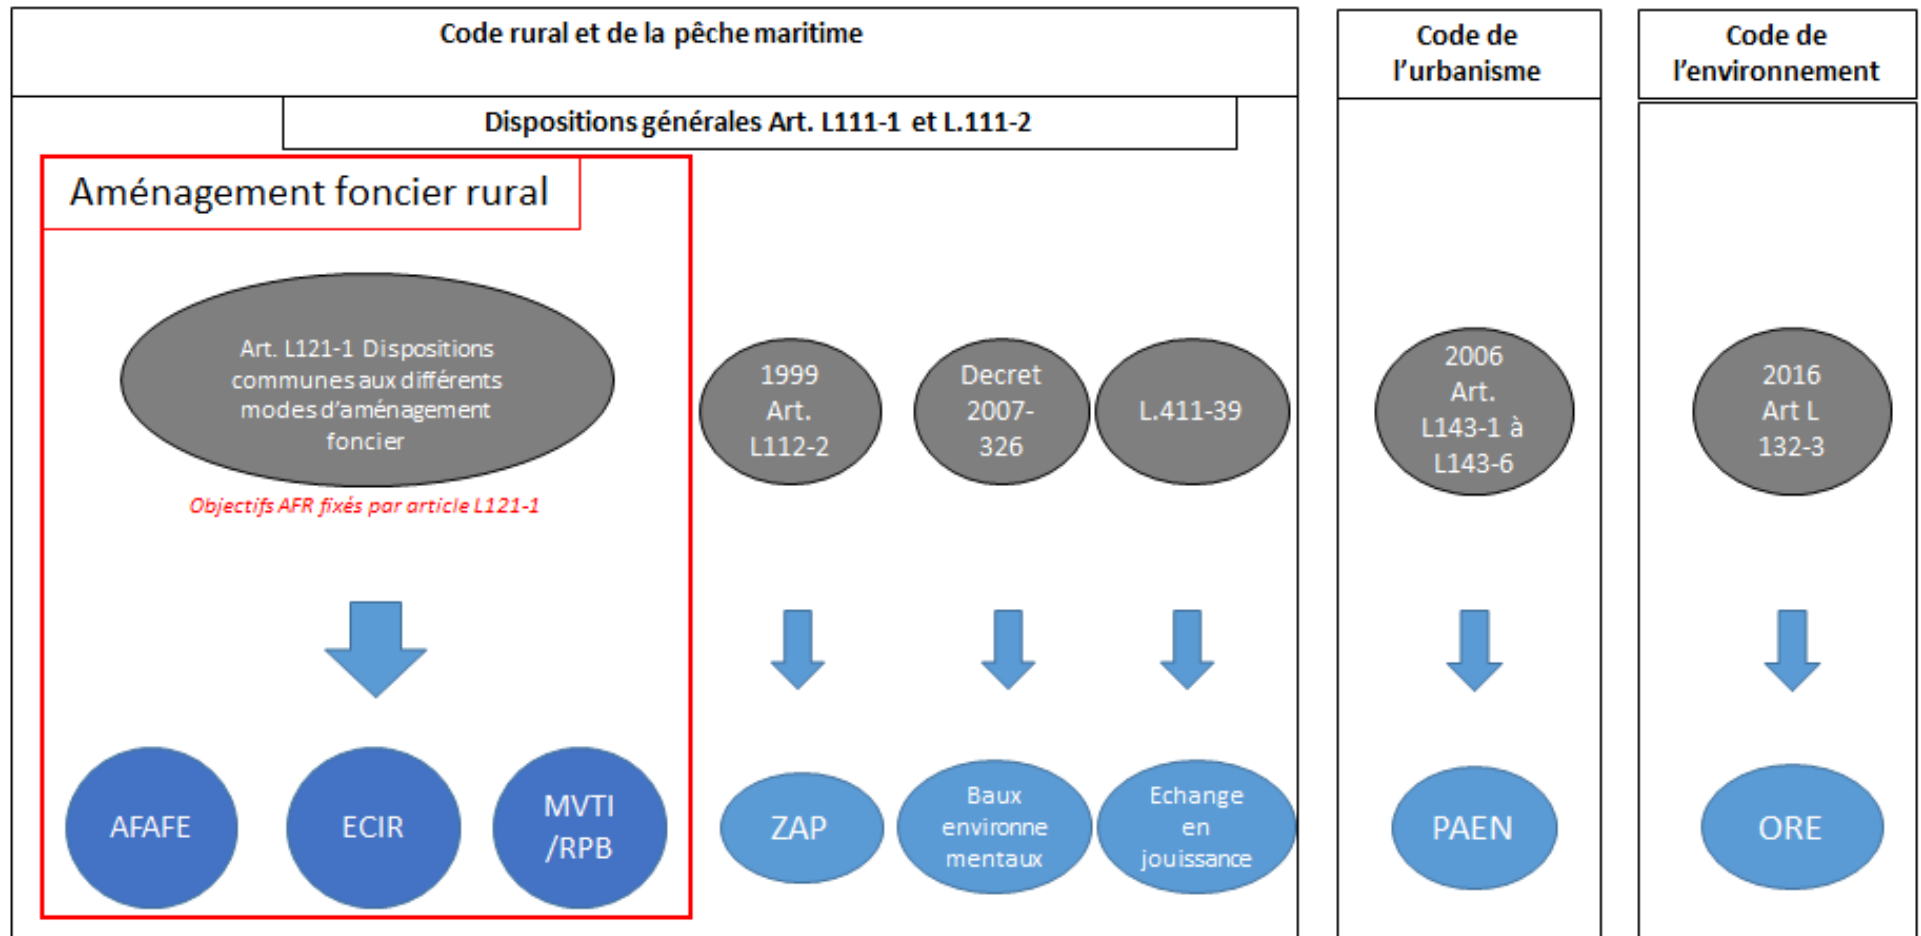 Code rural et de la pêche maritime
Code de
l'urbanisme
Code de
l'environnement
Dispositions générales Art. L111-1 et L.111-2
Aménagement foncier rural
Art. L121-1 Dispositions
communes aux différents
modes d'aménagement
foncier
Objectifs AFR fixés par article L121-1
1999
Art.
L112-2
Decret
2007-
326
L.411-39
2006
Art.
L143-1 à
L143-6
2016
Art L
132-3
AFAFE
ECIR
MVTI
/RPB
ZAP
Baux
environne
mentaux
Echange
en
jouissance
PAEN
ORE